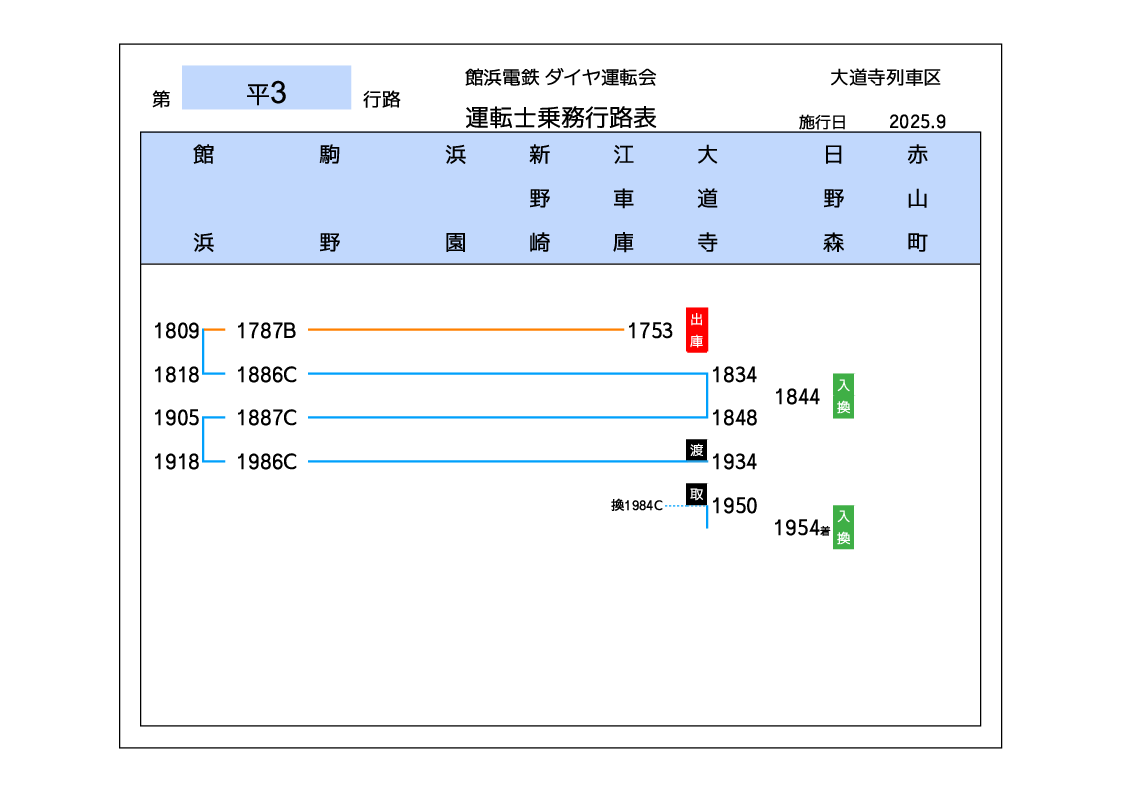 館浜電鉄 ダイヤ運転会
大道寺列車区
第 平3 行路
運転士乗務行路表
施行日 2025.9
館浜 駒野 浜園 新野崎 江車庫 大道寺 日野森 赤山町
1809 1787B 1753 出庫
1818 1886C 1834
1844 入換
1905 1887C 1848
渡
1918 1986C 1934
換1984C 取 1950
1954着 入換